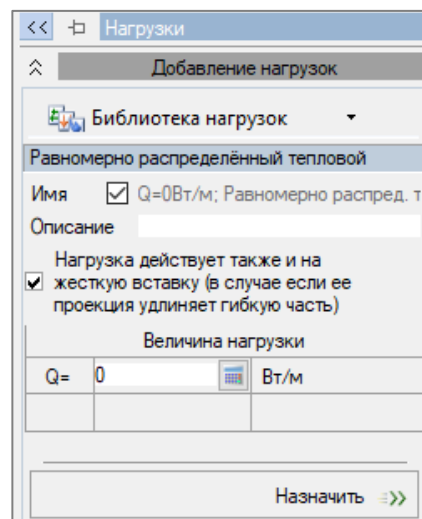 << Нагрузки
Добавление нагрузок
Библиотека нагрузок
Равномерно распределённый тепловой
Имя Q=0Вт/м; Равномерно распред. т
Описание
Нагрузка действует также и на
жесткую вставку (в случае если ее
проекция удлиняет гибкую часть)
Величина нагрузки
Q= 0 Вт/м
Назначить